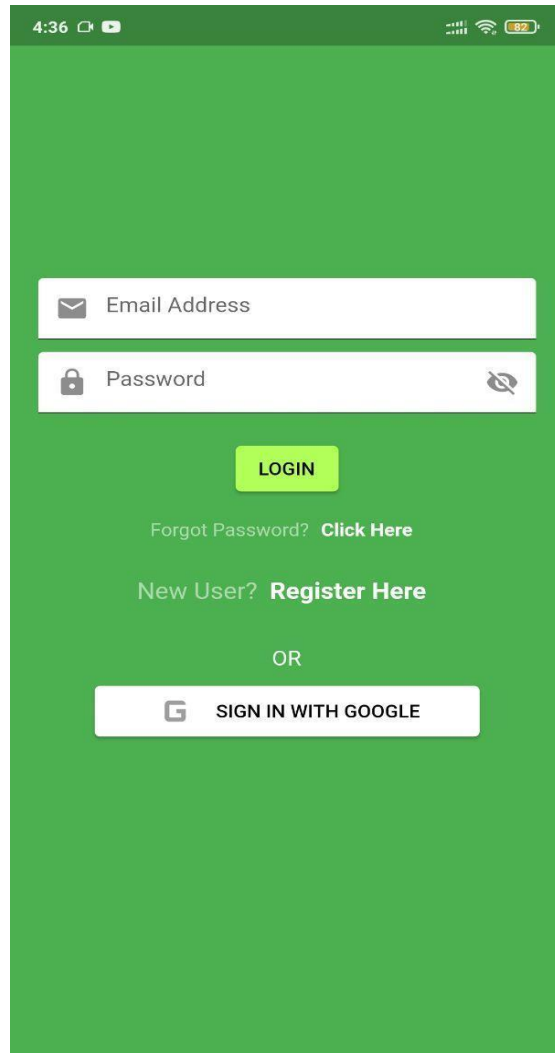 4:36 82
Email Address
Password
LOGIN
Forgot Password? Click Here
New User? Register Here
OR
G SIGN IN WITH GOOGLE